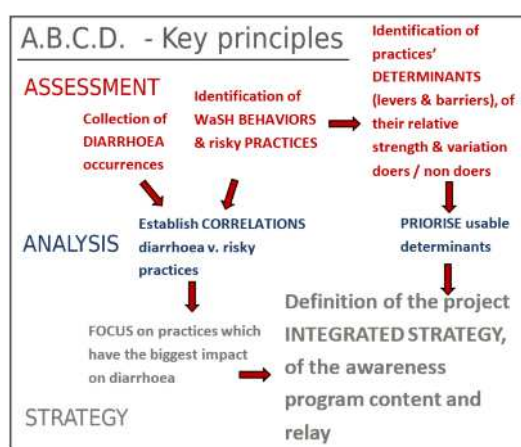 A.B.C.D. - Key principles
ASSESSMENT
Collection of
DIARRHOEA
occurrences
Identification of
WaSH BEHAVIORS
& risky PRACTICES
Identification of
practices'
DETERMINANTS
(levers & barriers), of
their relative
strength & variation
doers / non doers
ANALYSIS
Establish CORRELATIONS
diarrhoea v. risky
practices
PRIORISE usable
determinants
FOCUS on practices which
have the biggest impact
on diarrhoea
Definition of the project
INTEGRATED STRATEGY,
of the awareness
program content and
relay
STRATEGY